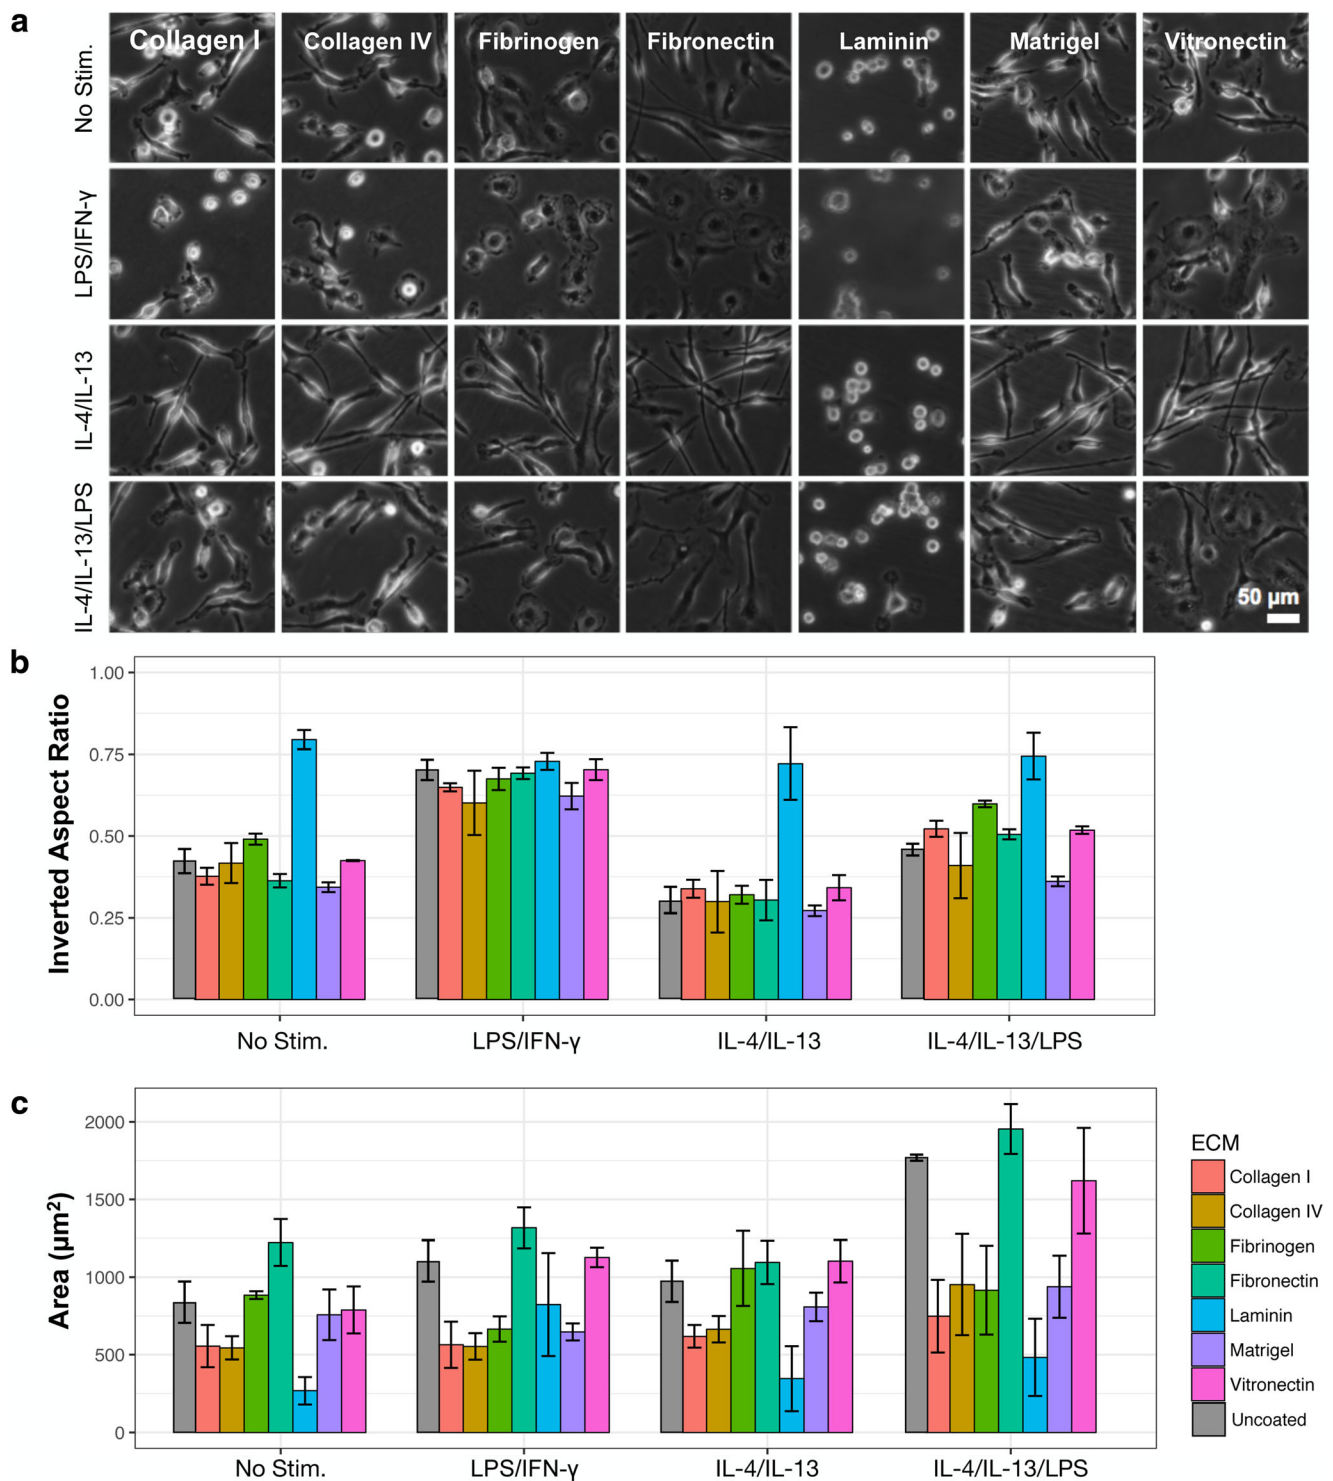 a
Collagen I Collagen IV Fibrinogen Fibronectin Laminin Matrigel Vitronectin
No Stim.
LPS/IFN-γ
IL-4/IL-13
IL-4/IL-13/LPS
50 µm
b
Inverted Aspect Ratio
1.00
0.75
0.50
0.25
0.00
No Stim. LPS/IFN-γ IL-4/IL-13 IL-4/IL-13/LPS
c
Area (µm²)
2000
1500
1000
500
0
No Stim. LPS/IFN-γ IL-4/IL-13 IL-4/IL-13/LPS
ECM
Collagen I
Collagen IV
Fibrinogen
Fibronectin
Laminin
Matrigel
Vitronectin
Uncoated